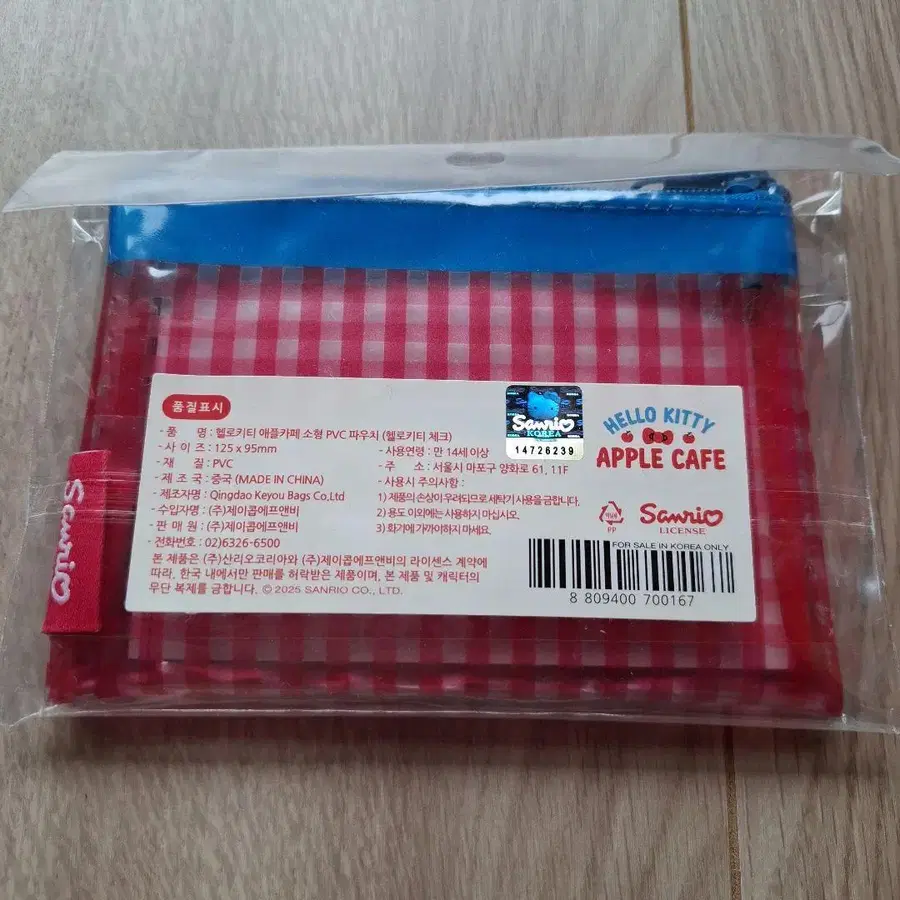 품질표시
- 품 명 : 헬로키티 애플카페 소형 PVC 파우치 (헬로키티 체크)
- 사 이 즈 : 125 x 95mm
- 재 질 : PVC
- 제 조 국 : 중국 (MADE IN CHINA)
- 제조자명 : Qingdao Keyou Bags Co,.Ltd
- 수입자명 : (주)제이콥에프앤비
- 판 매 원 : (주)제이콥에프앤비
- 전화번호 : 02)6326-6500
- 사용연령 : 만 14세 이상
- 주 소 : 서울시 마포구 양화로 61, 11F
- 사용시 주의사항 :
1) 제품의 손상이 우려되므로 세탁기 사용을 금합니다.
2) 용도 이외에는 사용하지 마십시오.
3) 화기에 가까이하지 마세요.
본 제품은 (주)산리오코리아와 (주)제이콥에프앤비의 라이센스 계약에
따라, 한국 내에서만 판매를 허락받은 제품이며, 본 제품 및 캐릭터의
무단 복제를 금합니다. © 2025 SANRIO CO., LTD.
Sanrio
KOREA
14726239
HELLO KITTY
APPLE CAFE
비닐류
PP
Sanrio
LICENSE
FOR SALE IN KOREA ONLY
8 809400 700167
Sanrio